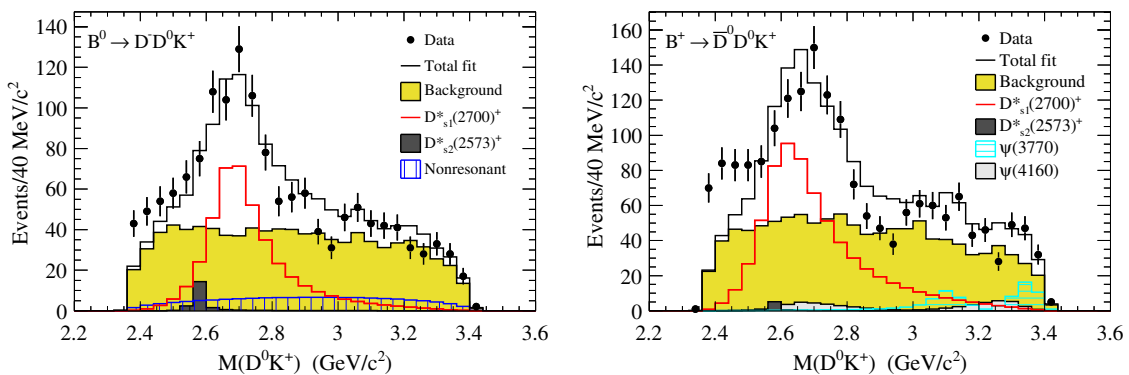 B⁰ → D⁻D⁰K⁺
Data
Total fit
Background
D*s1(2700)⁺
D*s2(2573)⁺
Nonresonant
Events/40 MeV/c²
140
120
100
80
60
40
20
0
2.2 2.4 2.6 2.8 3 3.2 3.4 3.6
M(D⁰K⁺) (GeV/c²)
B⁺ → D̅⁰D⁰K⁺
Data
Total fit
Background
D*s1(2700)⁺
D*s2(2573)⁺
ψ(3770)
ψ(4160)
Events/40 MeV/c²
160
140
120
100
80
60
40
20
0
2.2 2.4 2.6 2.8 3 3.2 3.4 3.6
M(D⁰K⁺) (GeV/c²)